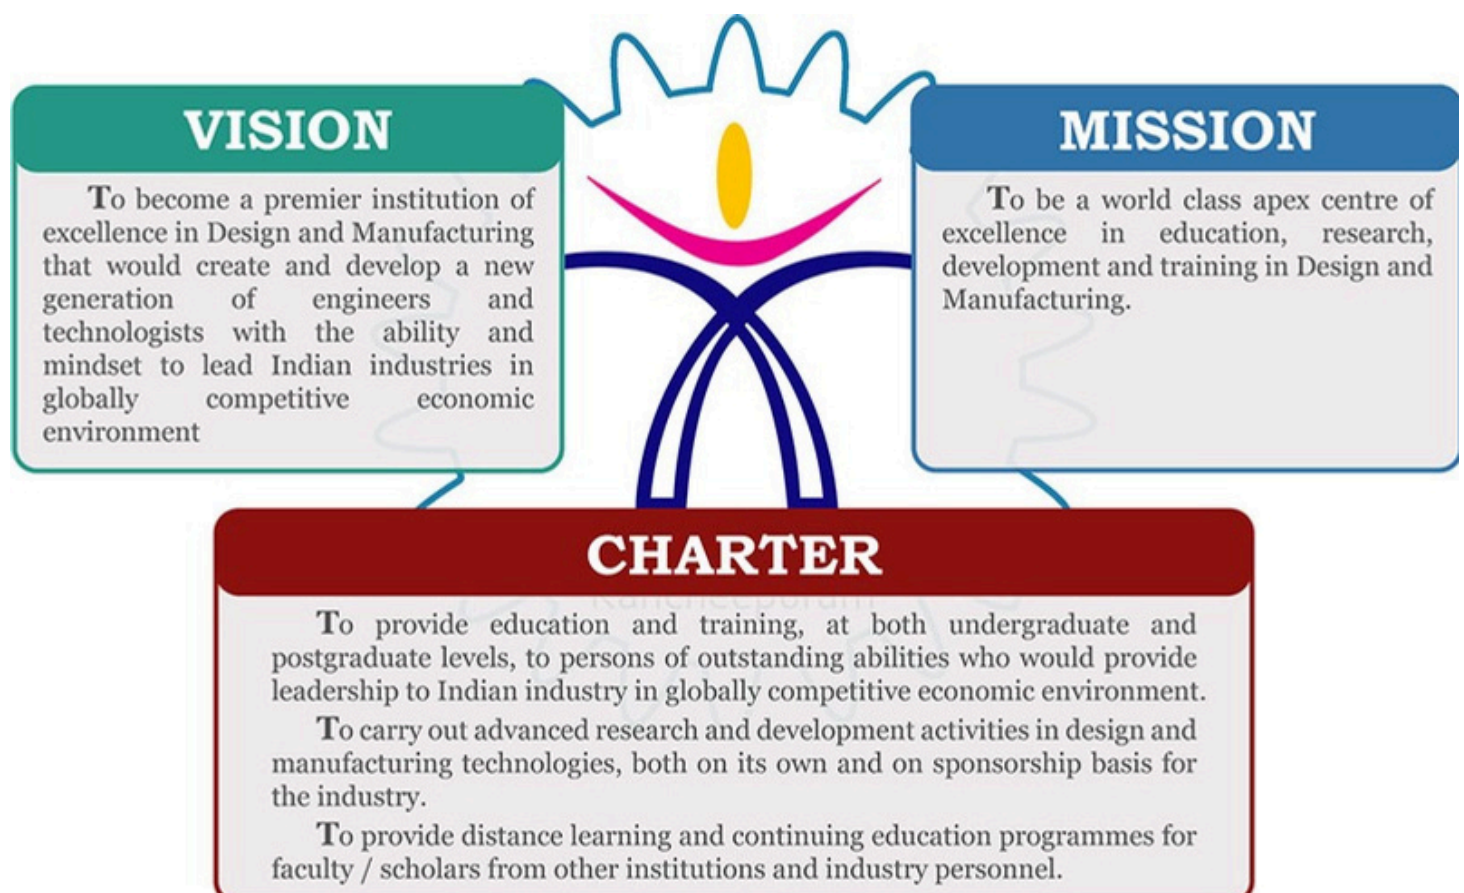 VISION
To become a premier institution of
excellence in Design and Manufacturing
that would create and develop a new
generation of engineers and
technologists with the ability and
mindset to lead Indian industries in
globally competitive economic
environment
MISSION
To be a world class apex centre of
excellence in education, research,
development and training in Design and
Manufacturing.
CHARTER
Kancheepuram
To provide education and training, at both undergraduate and
postgraduate levels, to persons of outstanding abilities who would provide
leadership to Indian industry in globally competitive economic environment.
To carry out advanced research and development activities in design and
manufacturing technologies, both on its own and on sponsorship basis for
the industry.
To provide distance learning and continuing education programmes for
faculty / scholars from other institutions and industry personnel.